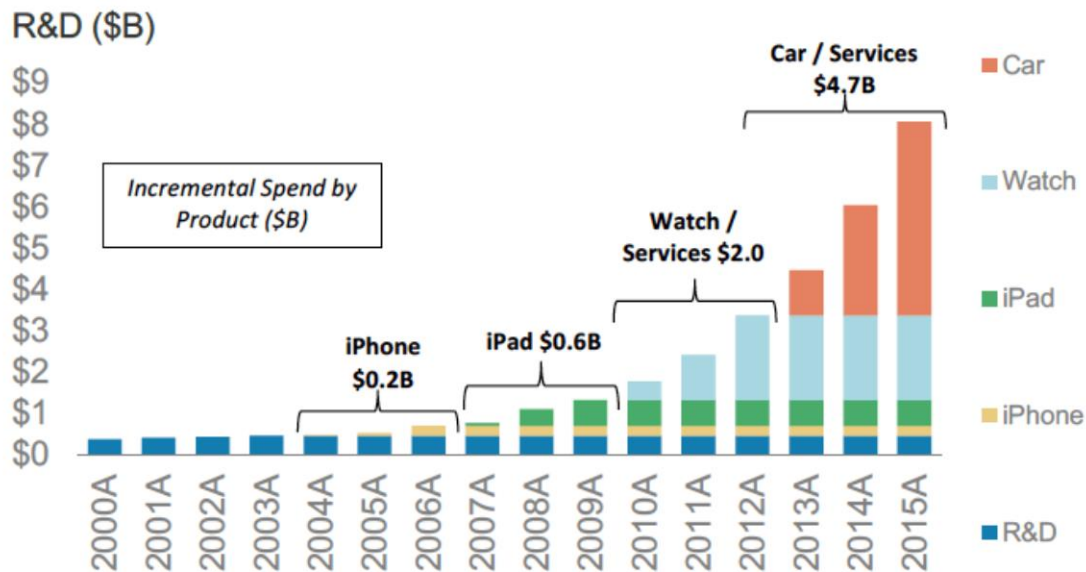 R&D ($B)
$9
$8
$7
$6
$5
$4
$3
$2
$1
$0
Incremental Spend by
Product ($B)
iPhone
$0.2B
iPad $0.6B
Watch /
Services $2.0
Car / Services
$4.7B
Car
Watch
iPad
iPhone
R&D
2000A
2001A
2002A
2003A
2004A
2005A
2006A
2007A
2008A
2009A
2010A
2011A
2012A
2013A
2014A
2015A